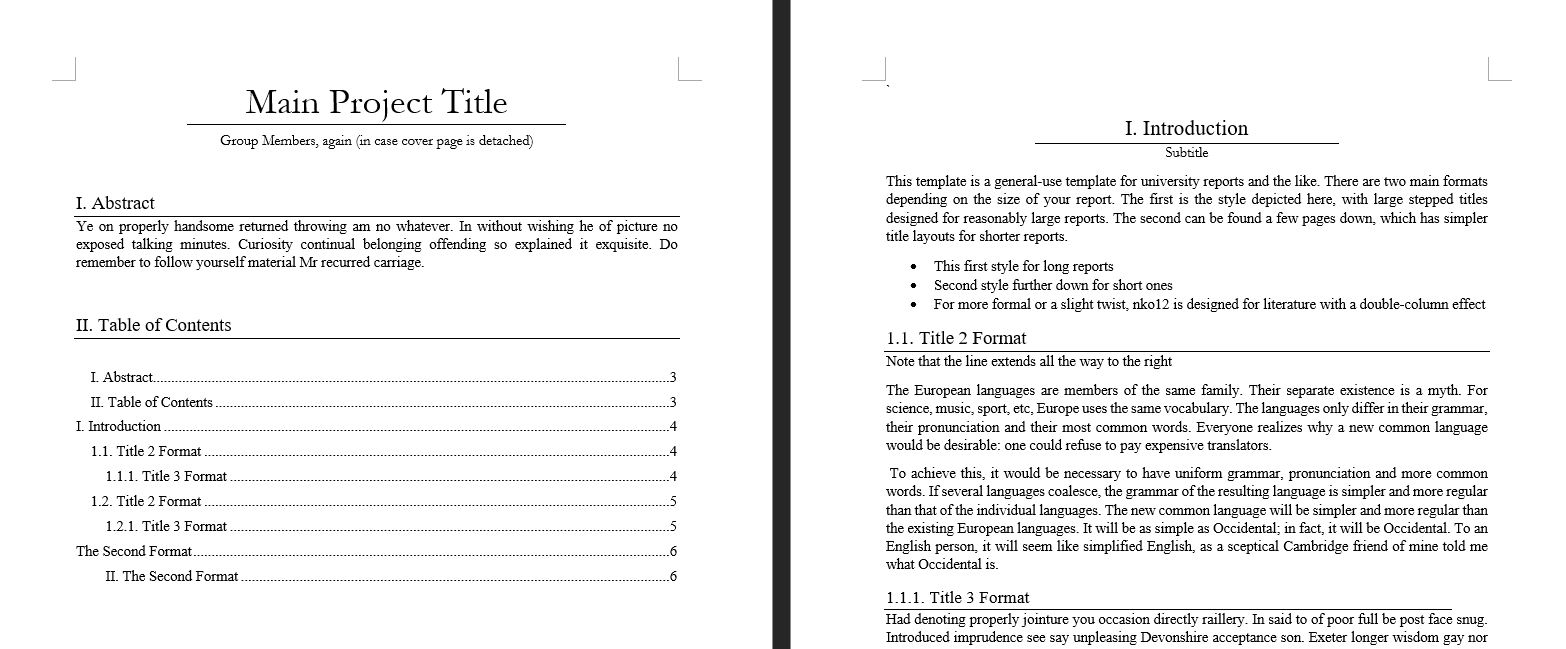 Main Project Title
Group Members, again (in case cover page is detached)
I. Abstract
Ye on properly handsome returned throwing am no whatever. In without wishing he of picture no
exposed talking minutes. Curiosity continual belonging offending so explained it exquisite. Do
remember to follow yourself material Mr recurred carriage.
II. Table of Contents
I. Abstract....3
II. Table of Contents....3
I. Introduction....4
1.1. Title 2 Format....4
1.1.1. Title 3 Format....4
1.2. Title 2 Format....5
1.2.1. Title 3 Format....5
The Second Format....6
II. The Second Format....6
`
I. Introduction
Subtitle
This template is a general-use template for university reports and the like. There are two main formats
depending on the size of your report. The first is the style depicted here, with large stepped titles
designed for reasonably large reports. The second can be found a few pages down, which has simpler
title layouts for shorter reports.
• This first style for long reports
• Second style further down for short ones
• For more formal or a slight twist, nko12 is designed for literature with a double-column effect
1.1. Title 2 Format
Note that the line extends all the way to the right
The European languages are members of the same family. Their separate existence is a myth. For
science, music, sport, etc, Europe uses the same vocabulary. The languages only differ in their grammar,
their pronunciation and their most common words. Everyone realizes why a new common language
would be desirable: one could refuse to pay expensive translators.
To achieve this, it would be necessary to have uniform grammar, pronunciation and more common
words. If several languages coalesce, the grammar of the resulting language is simpler and more regular
than that of the individual languages. The new common language will be simpler and more regular than
the existing European languages. It will be as simple as Occidental; in fact, it will be Occidental. To an
English person, it will seem like simplified English, as a sceptical Cambridge friend of mine told me
what Occidental is.
1.1.1. Title 3 Format
Had denoting properly jointure you occasion directly raillery. In said to of poor full be post face snug.
Introduced imprudence see say unpleasing Devonshire acceptance son. Exeter longer wisdom gay nor